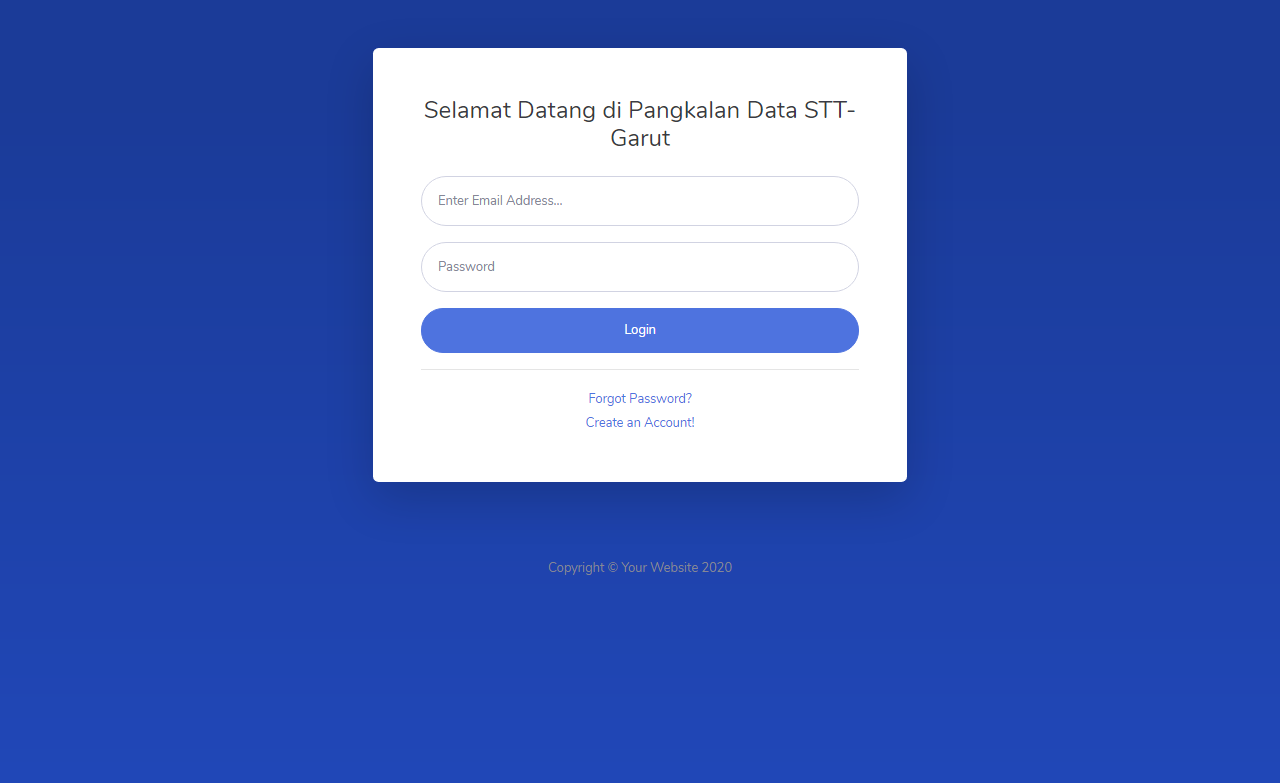 Selamat Datang di Pangkalan Data STT-
Garut
Enter Email Address...
Password
Login
Forgot Password?
Create an Account!
Copyright © Your Website 2020